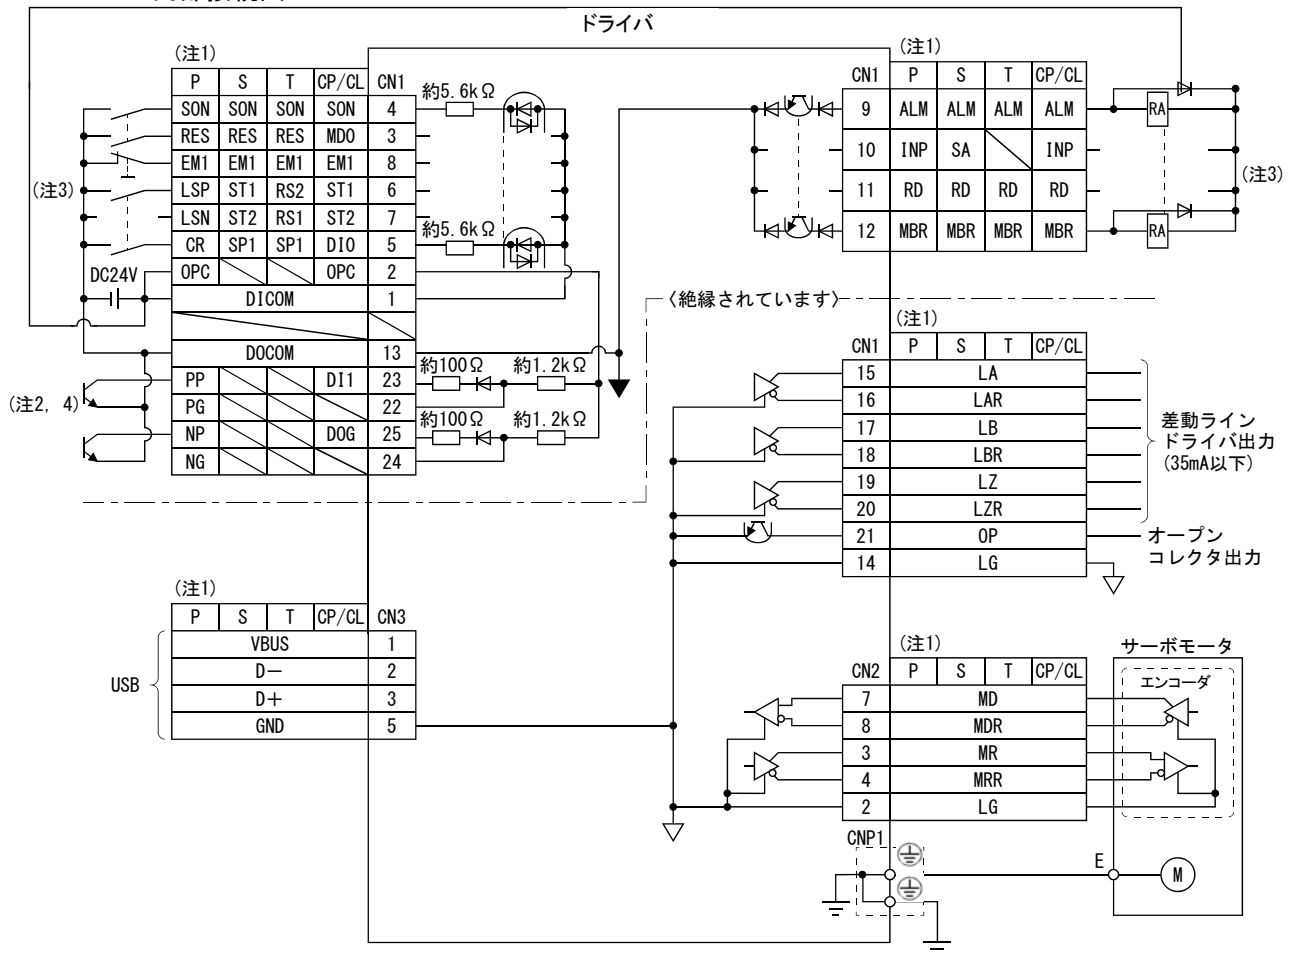 ドライバ
(注1)
P S T CP/CL CN1
SON SON SON SON 4
RES RES RES MDO 3
EM1 EM1 EM1 EM1 8
LSP ST1 RS2 ST1 6
LSN ST2 RS1 ST2 7
CR SP1 SP1 DI0 5
OPC OPC 2
DICOM 1
DOCOM 13
PP DI1 23
PG 22
NP DOG 25
NG 24
(注3)
DC24V
(注2, 4)
約5.6kΩ
約5.6kΩ
約100Ω 約1.2kΩ
約100Ω 約1.2kΩ
(注1)
CN1 P S T CP/CL
9 ALM ALM ALM ALM
10 INP SA INP
11 RD RD RD RD
12 MBR MBR MBR MBR
RA
RA
(注3)
〈絶縁されています〉
(注1)
CN1 P S T CP/CL
15 LA
16 LAR
17 LB
18 LBR
19 LZ
20 LZR
21 OP
14 LG
差動ライン
ドライバ出力
(35mA以下)
オープン
コレクタ出力
(注1)
P S T CP/CL CN3
VBUS 1
D− 2
D+ 3
GND 5
USB
(注1)
CN2 P S T CP/CL
7 MD
8 MDR
3 MR
4 MRR
2 LG
サーボモータ
エンコーダ
CNP1
E
M